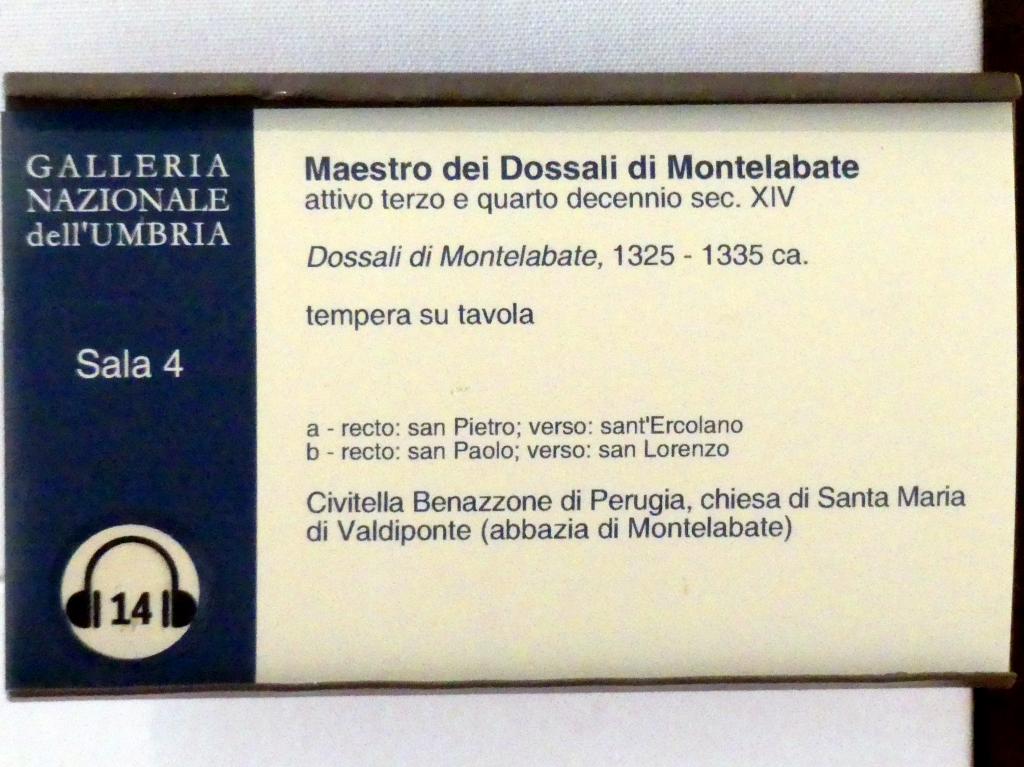 GALLERIA
NAZIONALE
dell'UMBRIA
Sala 4
14
Maestro dei Dossali di Montelabate
attivo terzo e quarto decennio sec. XIV
Dossali di Montelabate, 1325 - 1335 ca.
tempera su tavola
a - recto: san Pietro; verso: sant'Ercolano
b - recto: san Paolo; verso: san Lorenzo
Civitella Benazzone di Perugia, chiesa di Santa Maria
di Valdiponte (abbazia di Montelabate)